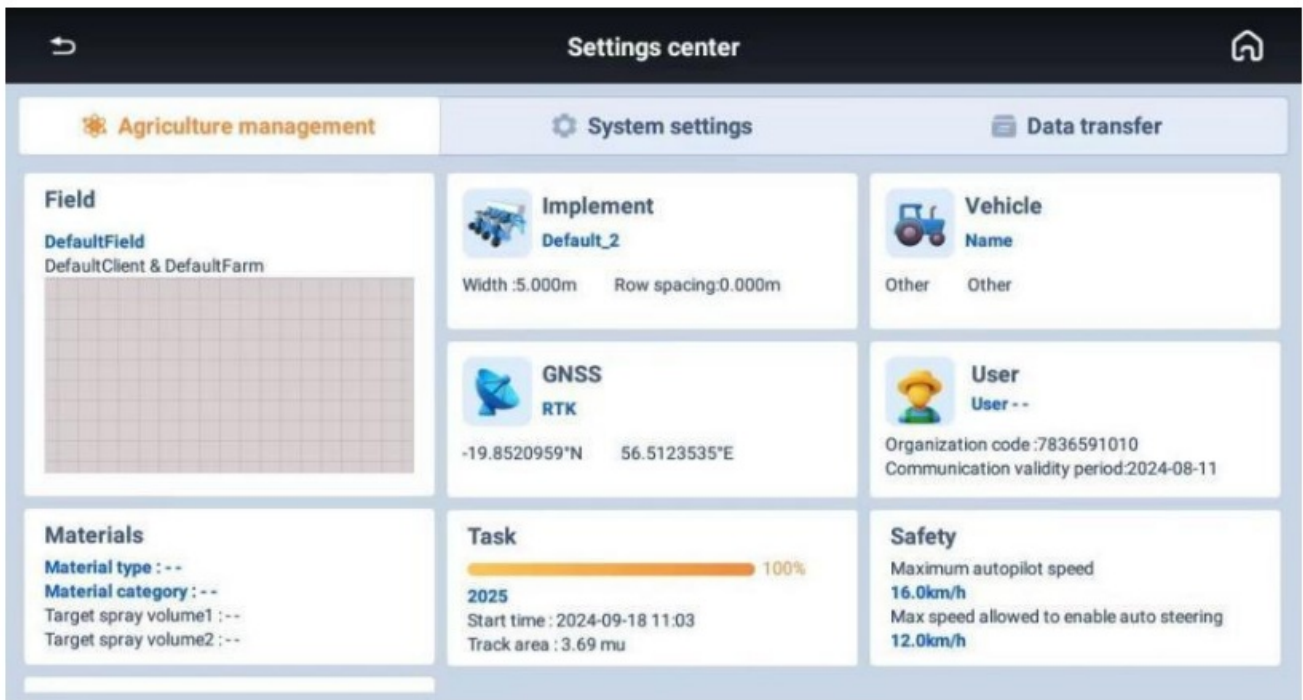 Settings center
Agriculture management
System settings
Data transfer
Field
DefaultField
DefaultClient & DefaultFarm
Implement
Default_2
Width :5.000m Row spacing:0.000m
Vehicle
Name
Other Other
GNSS
RTK
-19.8520959°N 56.5123535°E
User
User - -
Organization code :7836591010
Communication validity period:2024-08-11
Materials
Material type : - -
Material category : - -
Target spray volume1 : - -
Target spray volume2 : - -
Task
100%
2025
Start time : 2024-09-18 11:03
Track area : 3.69 mu
Safety
Maximum autopilot speed
16.0km/h
Max speed allowed to enable auto steering
12.0km/h